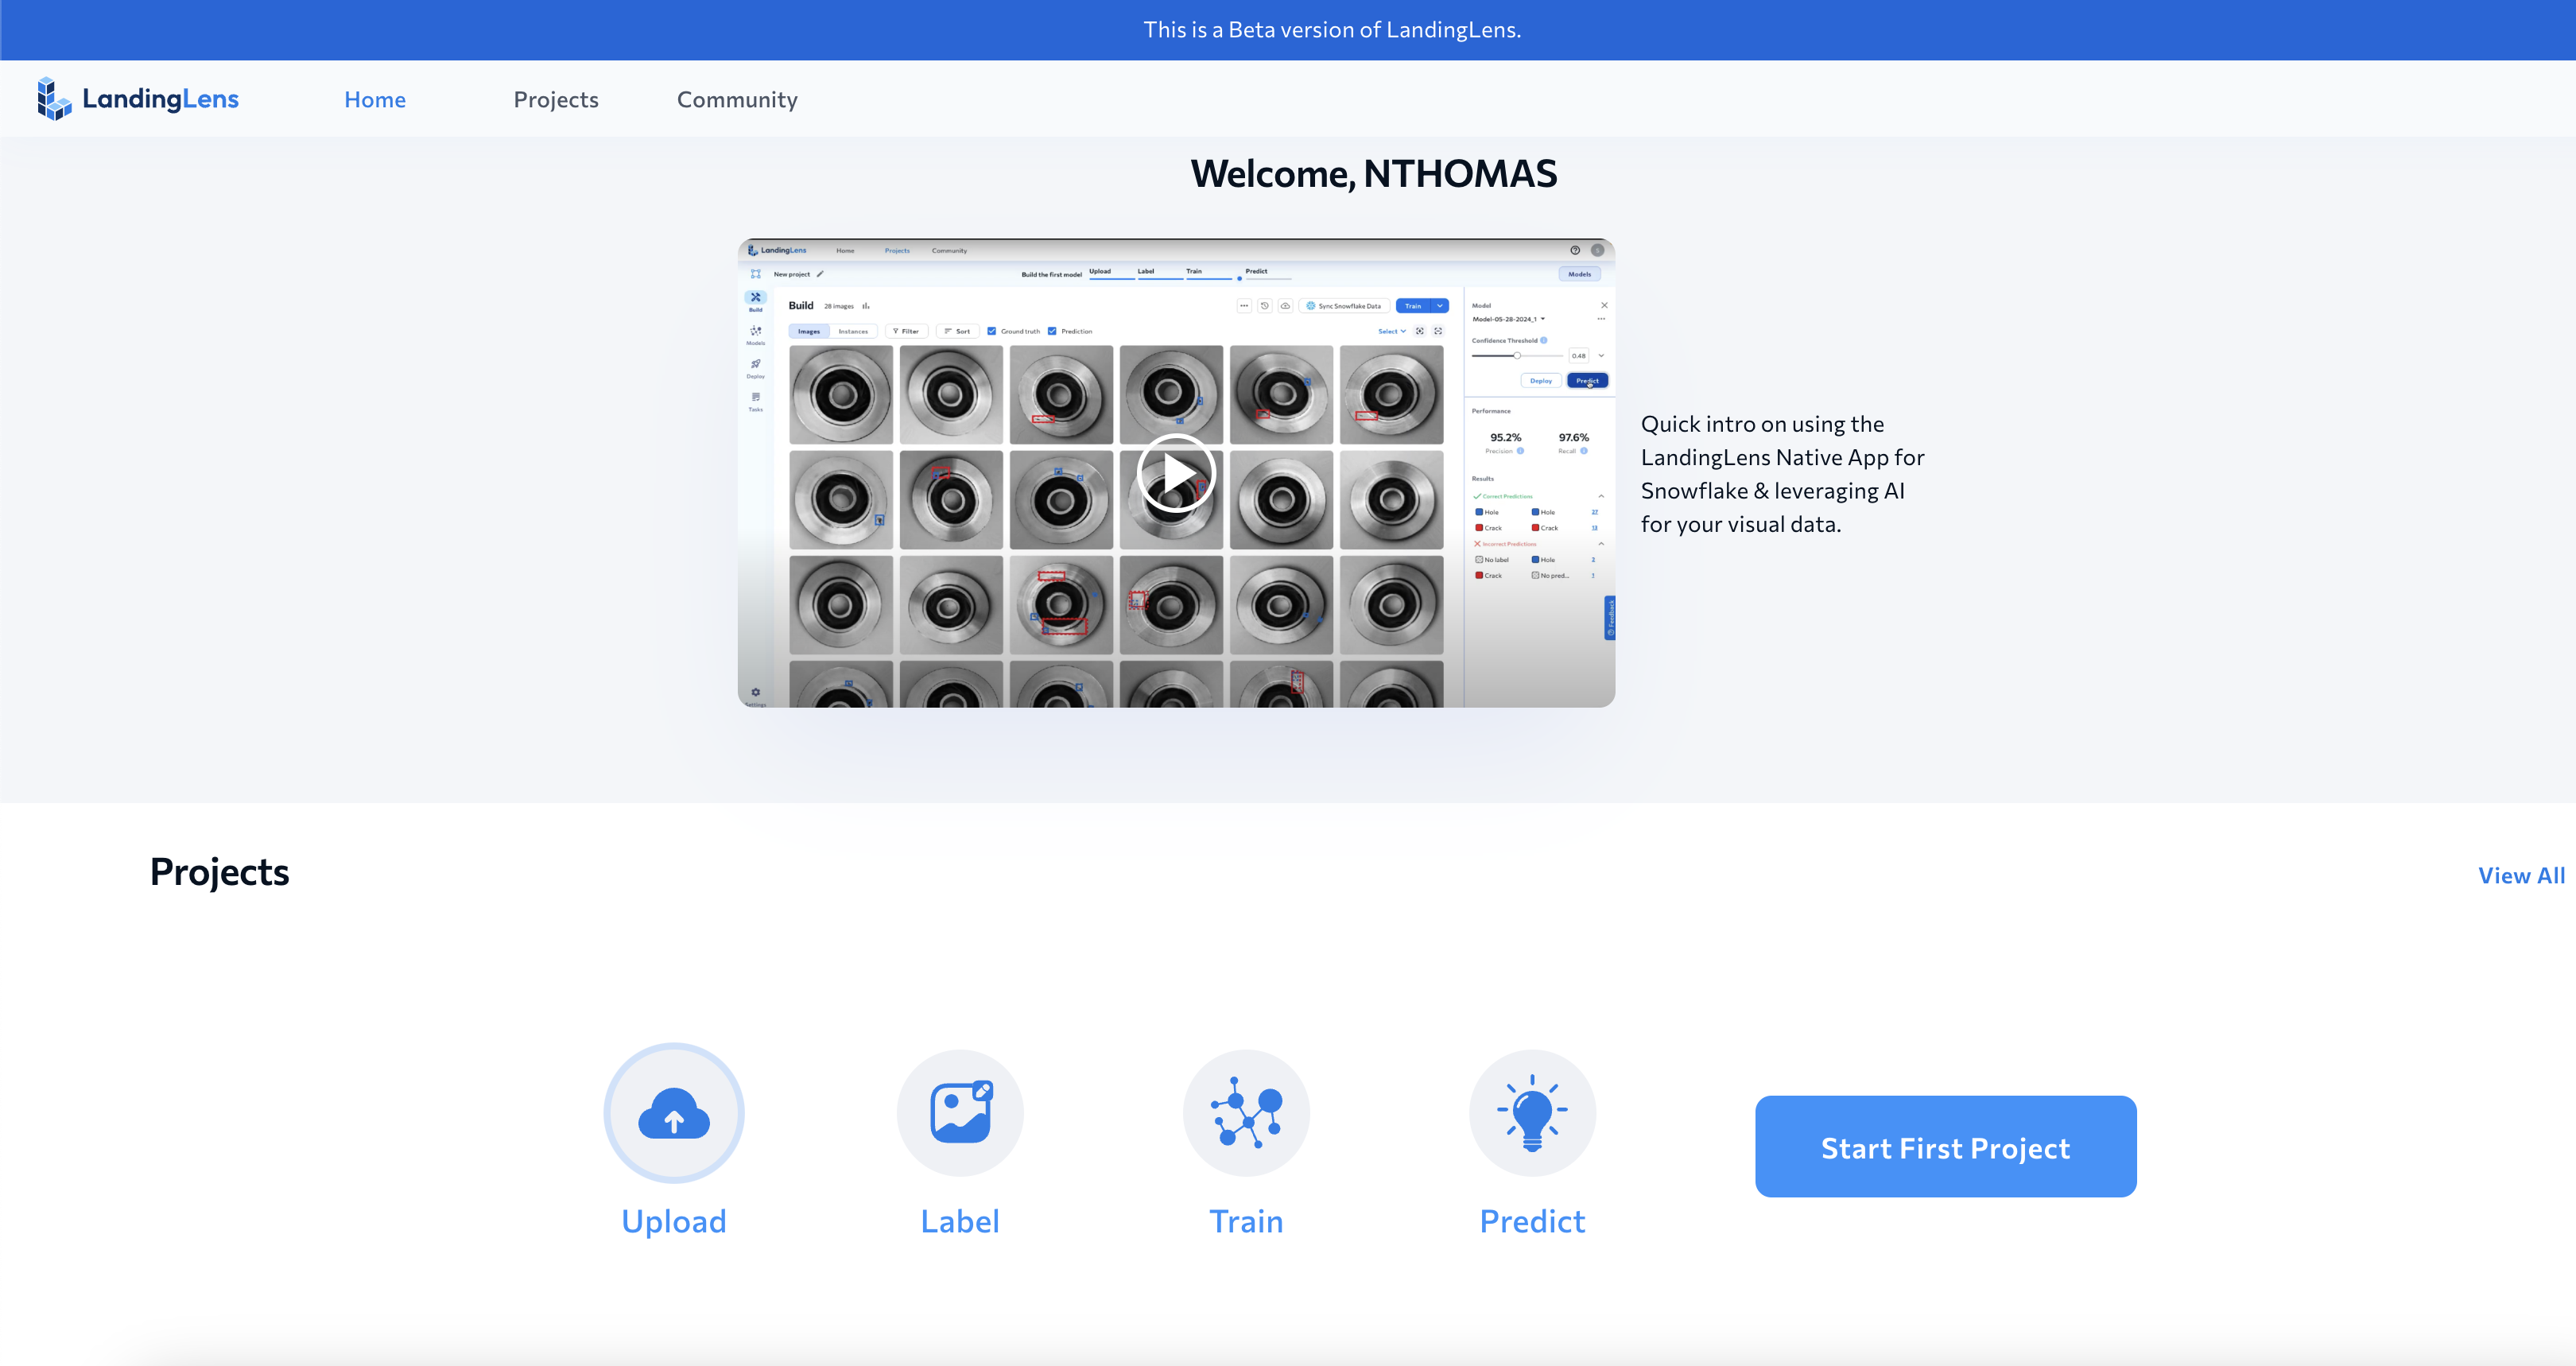 This is a Beta version of LandingLens.
LandingLens Home Projects Community
Welcome, NTHOMAS
LandingLens Home Projects Community
New project Build the first model Upload Label Train Predict Models
Build 28 images Sync Snowflake Data Train
Images Instances Filter Sort Ground truth Prediction Select
Build
Models
Deploy
Tasks
Settings
Model
Model-05-28-2024_1
Confidence Threshold
0.48
Deploy Predict
Performance
95.2% 97.6%
Precision Recall
Results
Correct Predictions
Hole Hole
Crack Crack
Incorrect Predictions
No label Hole
Crack No pred...
Feedback
Quick intro on using the
LandingLens Native App for
Snowflake & leveraging AI
for your visual data.
Projects
View All
Upload Label Train Predict
Start First Project